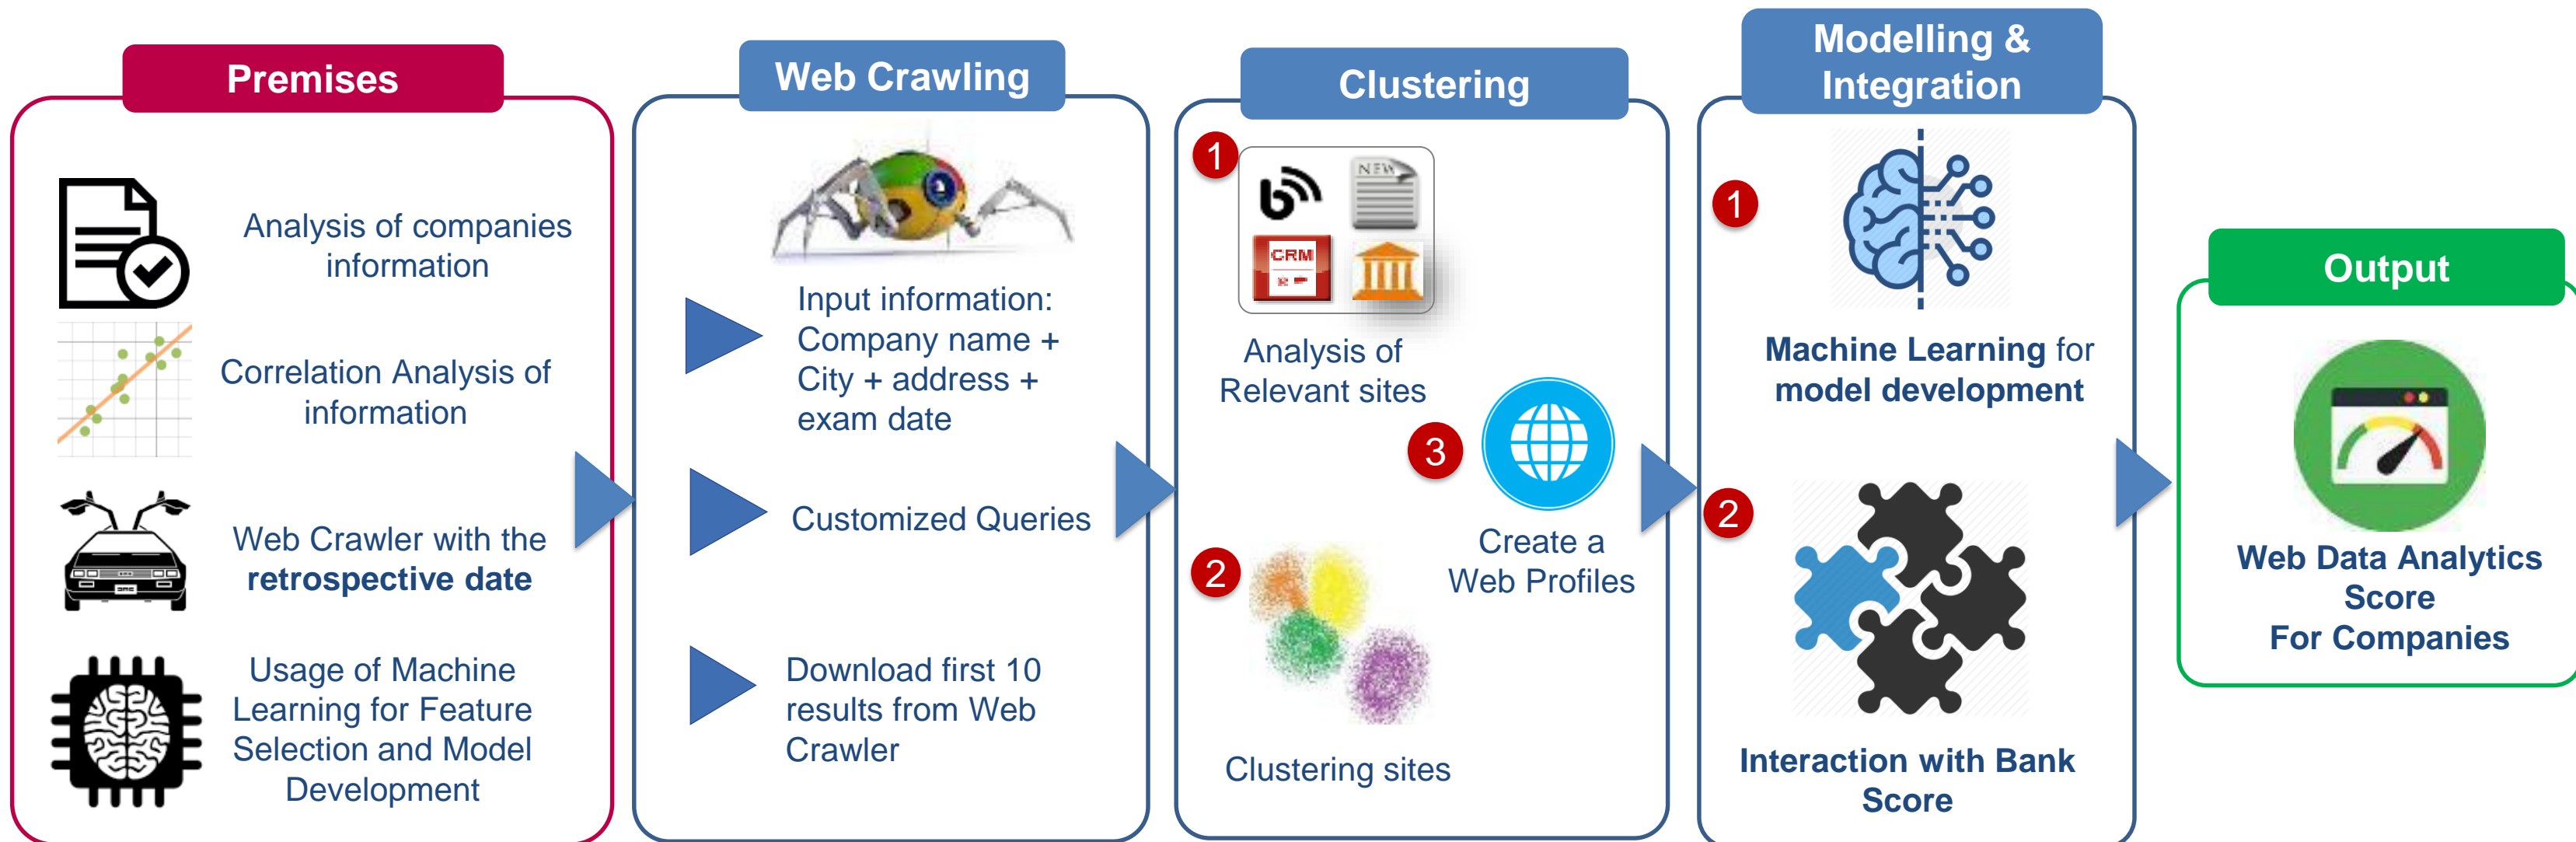 Premises
Analysis of companies
information
Correlation Analysis of
information
Web Crawler with the
retrospective date
Usage of Machine
Learning for Feature
Selection and Model
Development
Web Crawling
Input information:
Company name +
City + address +
exam date
Customized Queries
Download first 10
results from Web
Crawler
Clustering
1
NEW
CRM
Analysis of
Relevant sites
3
Create a
Web Profiles
2
Clustering sites
Modelling &
Integration
1
Machine Learning for
model development
2
Interaction with Bank
Score
Output
Web Data Analytics
Score
For Companies